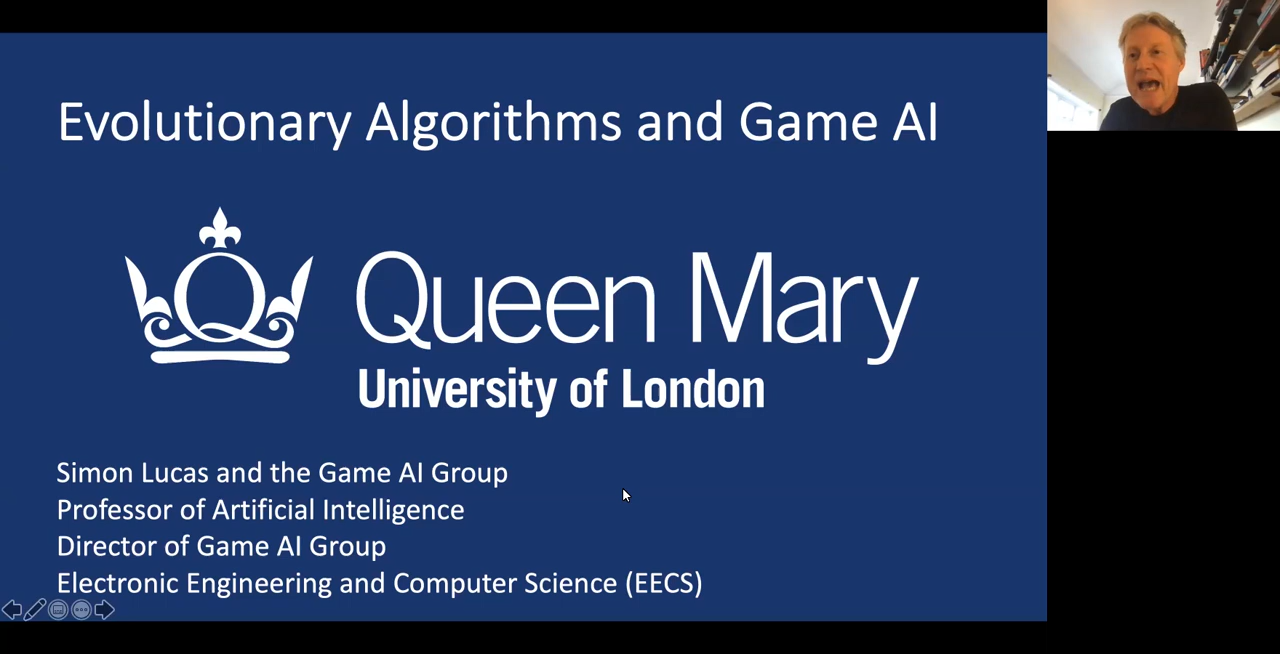 Evolutionary Algorithms and Game AI
Queen Mary
University of London
Simon Lucas and the Game AI Group
Professor of Artificial Intelligence
Director of Game AI Group
Electronic Engineering and Computer Science (EECS)